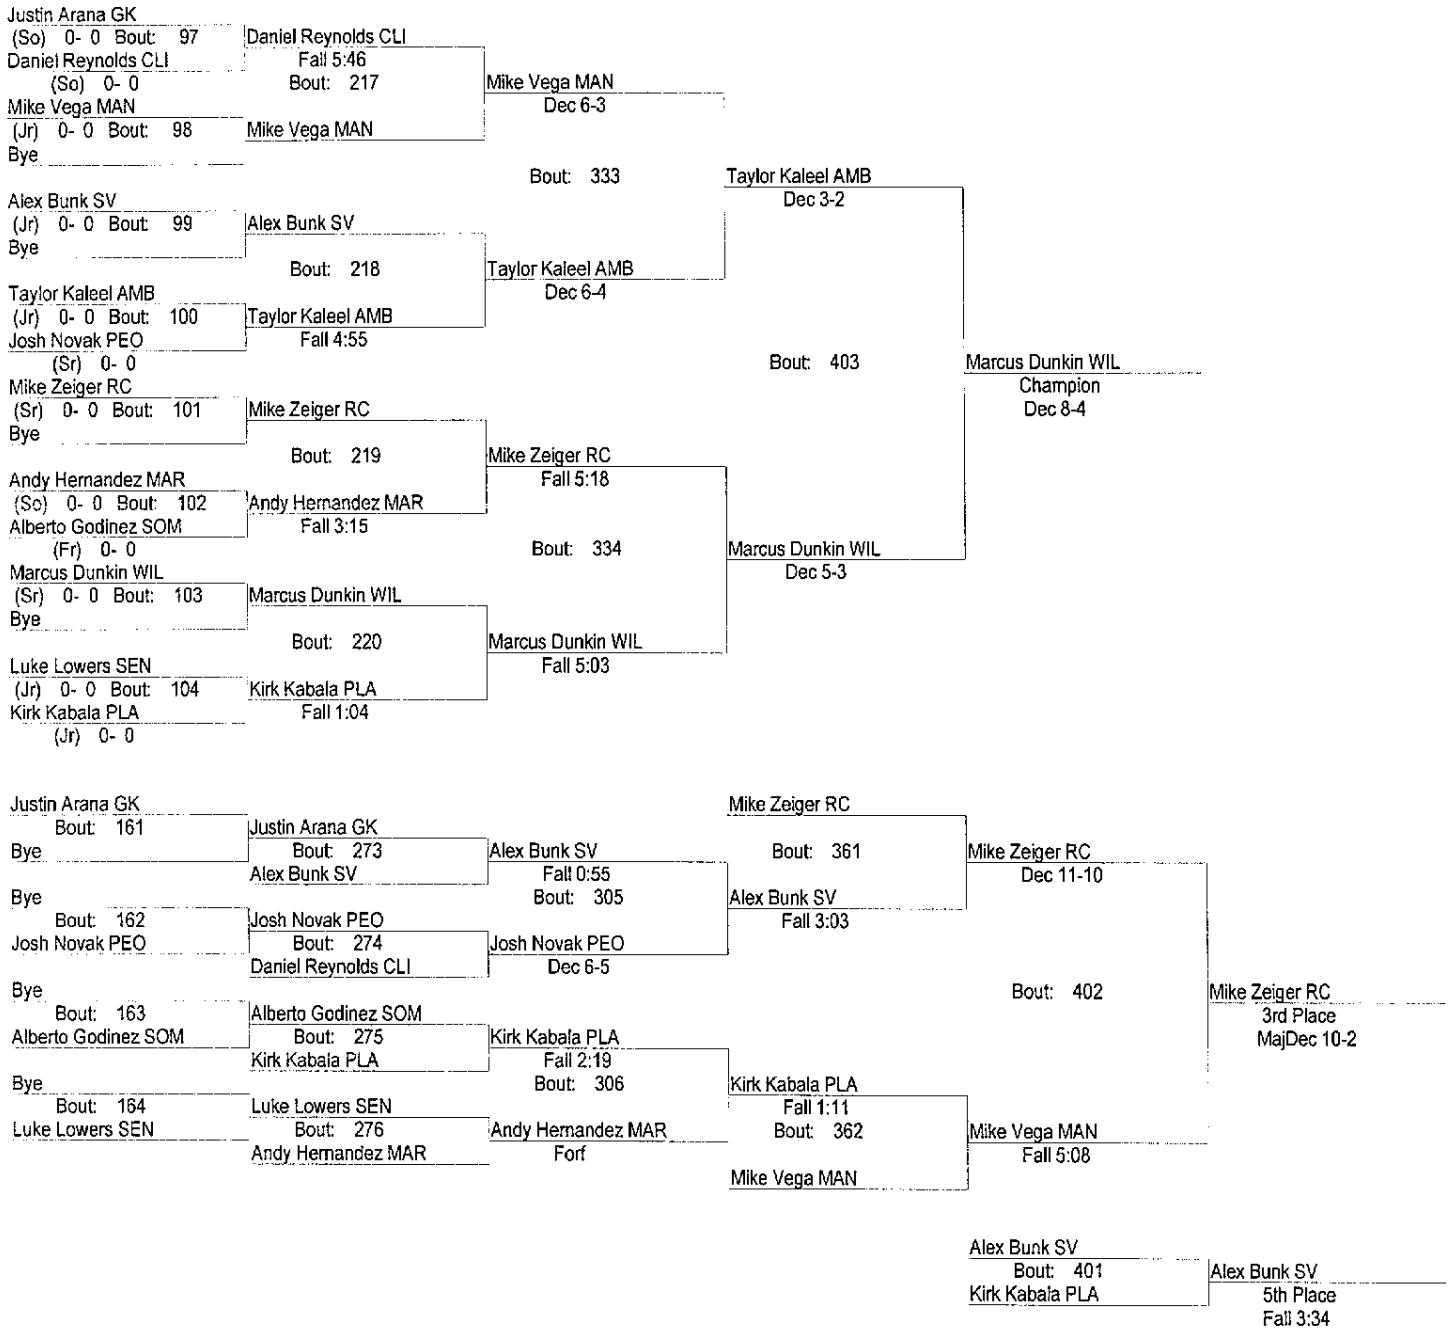 Justin Arana GK
(So) 0- 0 Bout: 97 Daniel Reynolds CLI
Daniel Reynolds CLI Fall 5:46
(So) 0- 0 Bout: 217 Mike Vega MAN
Mike Vega MAN Dec 6-3
(Jr) 0- 0 Bout: 98 Mike Vega MAN
Bye
Bout: 333 Taylor Kaleel AMB
Alex Bunk SV Dec 3-2
(Jr) 0- 0 Bout: 99 Alex Bunk SV
Bye
Bout: 218 Taylor Kaleel AMB
Taylor Kaleel AMB Dec 6-4
(Jr) 0- 0 Bout: 100 Taylor Kaleel AMB
Josh Novak PEO Fall 4:55
(Sr) 0- 0 Bout: 403 Marcus Dunkin WIL
Mike Zeiger RC Champion
(Sr) 0- 0 Bout: 101 Mike Zeiger RC Dec 8-4
Bye
Bout: 219 Mike Zeiger RC
Andy Hernandez MAR Fall 5:18
(So) 0- 0 Bout: 102 Andy Hernandez MAR
Alberto Godinez SOM Fall 3:15
(Fr) 0- 0 Bout: 334 Marcus Dunkin WIL
Marcus Dunkin WIL Dec 5-3
(Sr) 0- 0 Bout: 103 Marcus Dunkin WIL
Bye
Bout: 220 Marcus Dunkin WIL
Luke Lowers SEN Fall 5:03
(Jr) 0- 0 Bout: 104 Kirk Kabala PLA
Kirk Kabala PLA Fall 1:04
(Jr) 0- 0
Justin Arana GK Mike Zeiger RC
Bout: 161 Justin Arana GK
Bye Bout: 273 Alex Bunk SV Bout: 361 Mike Zeiger RC
Alex Bunk SV Fall 0:55 Dec 11-10
Bye Bout: 305 Alex Bunk SV
Bout: 162 Josh Novak PEO Fall 3:03
Josh Novak PEO Bout: 274 Josh Novak PEO
Daniel Reynolds CLI Dec 6-5
Bye Bout: 402 Mike Zeiger RC
Bout: 163 Alberto Godinez SOM 3rd Place
Alberto Godinez SOM Bout: 275 Kirk Kabala PLA MajDec 10-2
Kirk Kabala PLA Fall 2:19
Bye Bout: 306 Kirk Kabala PLA
Bout: 164 Luke Lowers SEN Fall 1:11
Luke Lowers SEN Bout: 276 Andy Hernandez MAR Bout: 362 Mike Vega MAN
Andy Hernandez MAR Forf Fall 5:08
Mike Vega MAN
Alex Bunk SV
Bout: 401 Alex Bunk SV
Kirk Kabala PLA 5th Place
Fall 3:34